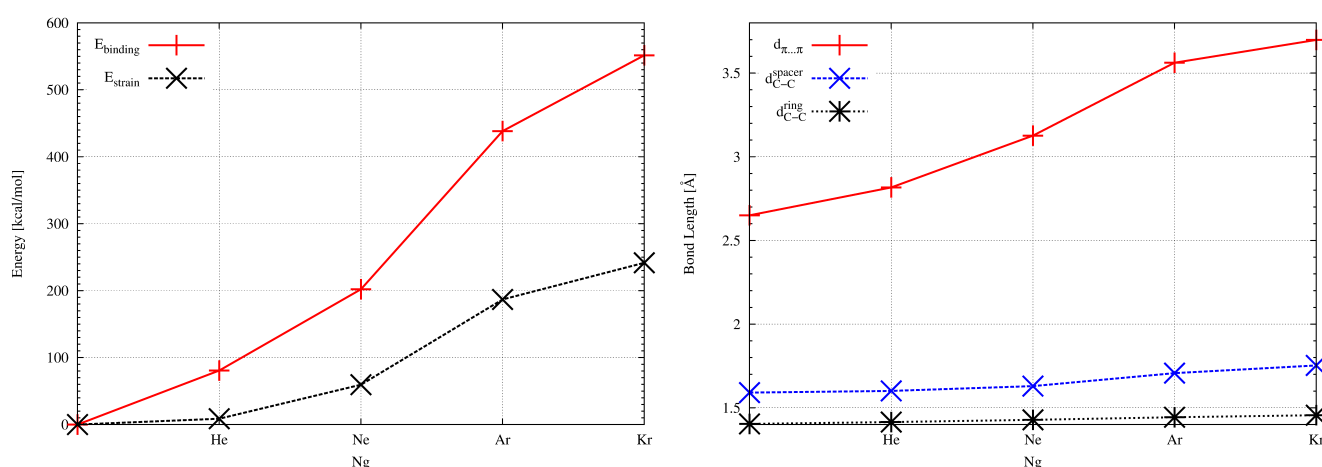 600
500
400
300
200
100
0
Energy [kcal/mol]
E_binding
E_strain
He Ne Ar Kr
Ng
3.5
3
2.5
2
1.5
Bond Length [Å]
d_π...π
d_C–C^spacer
d_C–C^ring
He Ne Ar Kr
Ng